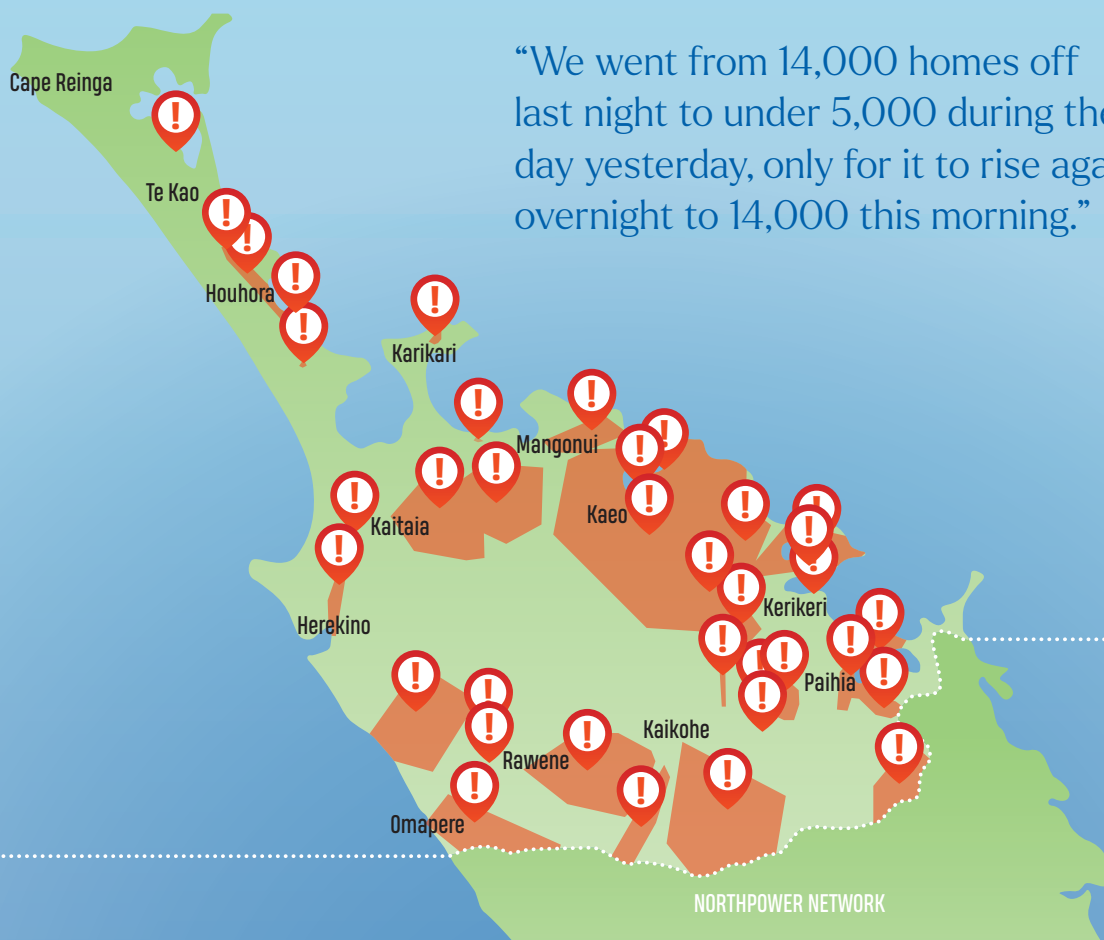 “We went from 14,000 homes off
last night to under 5,000 during the
day yesterday, only for it to rise aga
overnight to 14,000 this morning.”
Cape Reinga
Te Kao
Houhora
Karikari
Mangonui
Kaeo
Kaitaia
Kerikeri
Herekino
Paihia
Kaikohe
Rawene
Omapere
NORTHPOWER NETWORK